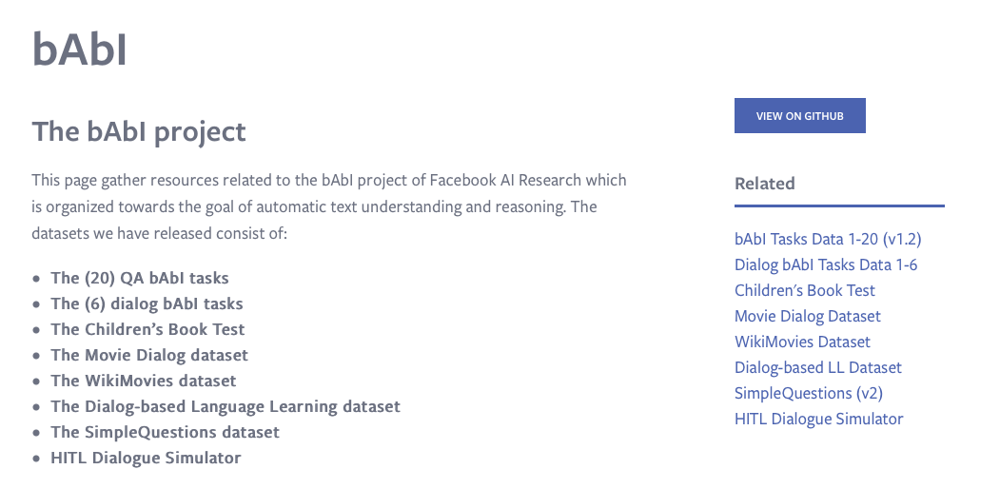 bAbI
The bAbI project
This page gather resources related to the bAbI project of Facebook AI Research which
is organized towards the goal of automatic text understanding and reasoning. The
datasets we have released consist of:
• The (20) QA bAbI tasks
• The (6) dialog bAbI tasks
• The Children’s Book Test
• The Movie Dialog dataset
• The WikiMovies dataset
• The Dialog-based Language Learning dataset
• The SimpleQuestions dataset
• HITL Dialogue Simulator
VIEW ON GITHUB
Related
bAbI Tasks Data 1-20 (v1.2)
Dialog bAbI Tasks Data 1-6
Children’s Book Test
Movie Dialog Dataset
WikiMovies Dataset
Dialog-based LL Dataset
SimpleQuestions (v2)
HITL Dialogue Simulator